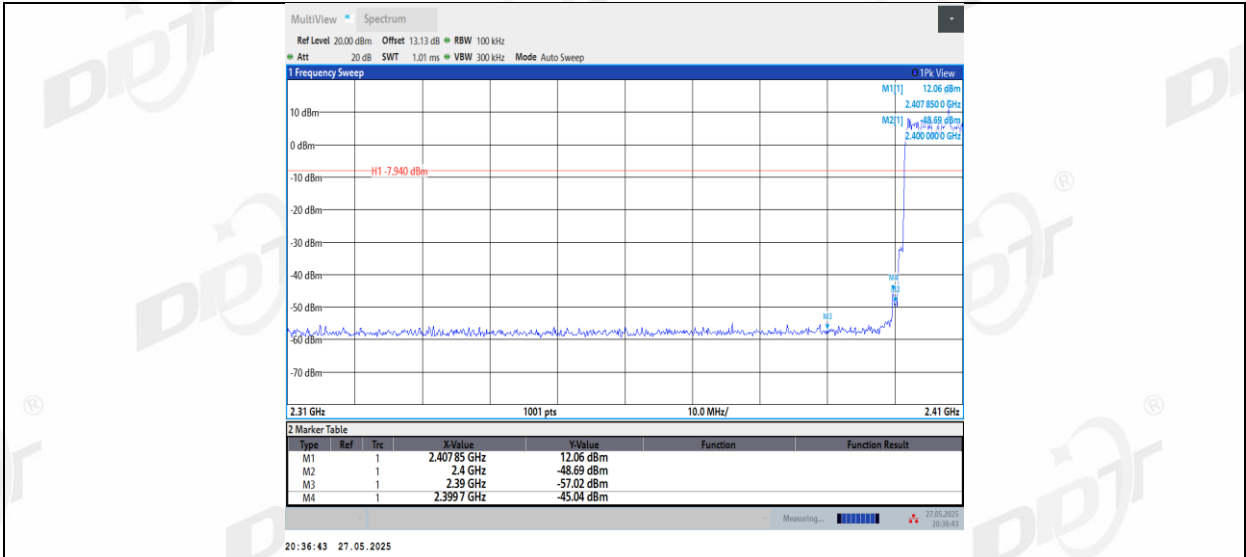 MultiView Spectrum
Ref Level 20.00 dBm Offset 13.13 dB RBW 100 kHz
Att 20 dB SWT 1.01 ms VBW 300 kHz Mode Auto Sweep
1 Frequency Sweep 1Pk View
M1[1] 12.06 dBm
2.407 850 0 GHz
10 dBm
M2[1] -48.69 dBm
2.400 000 0 GHz
0 dBm
H1 -7.940 dBm
-10 dBm
-20 dBm
-30 dBm
-40 dBm
M4
M2
-50 dBm
M3
-60 dBm
-70 dBm
2.31 GHz 1001 pts 10.0 MHz/ 2.41 GHz
2 Marker Table
Type Ref Trc X-Value Y-Value Function Function Result
M1 1 2.40785 GHz 12.06 dBm
M2 1 2.4 GHz -48.69 dBm
M3 1 2.39 GHz -57.02 dBm
M4 1 2.3997 GHz -45.04 dBm
Measuring... 27.05.2025
20:36:43
20:36:43 27.05.2025
DDT
®